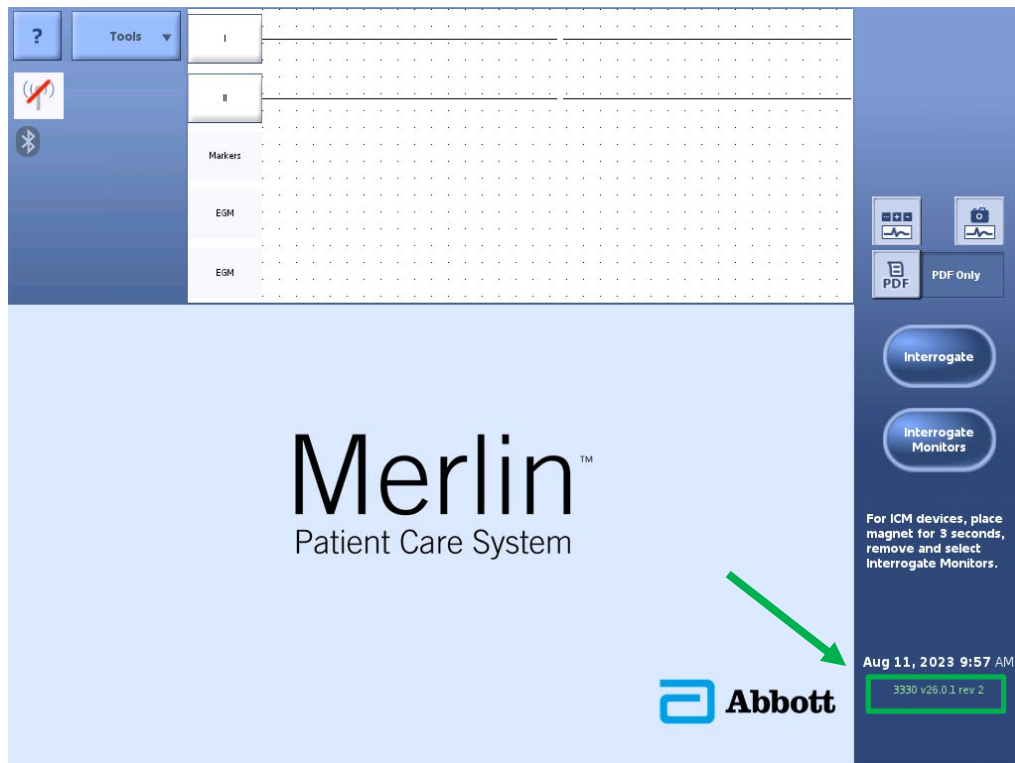 ?
Tools
I
II
Markers
EGM
EGM
PDF
PDF Only
Interrogate
Interrogate
Monitors
For ICM devices, place
magnet for 3 seconds,
remove and select
Interrogate Monitors.
Merlin™
Patient Care System
Abbott
Aug 11, 2023 9:57 AM
3330 v26.0.1 rev 2